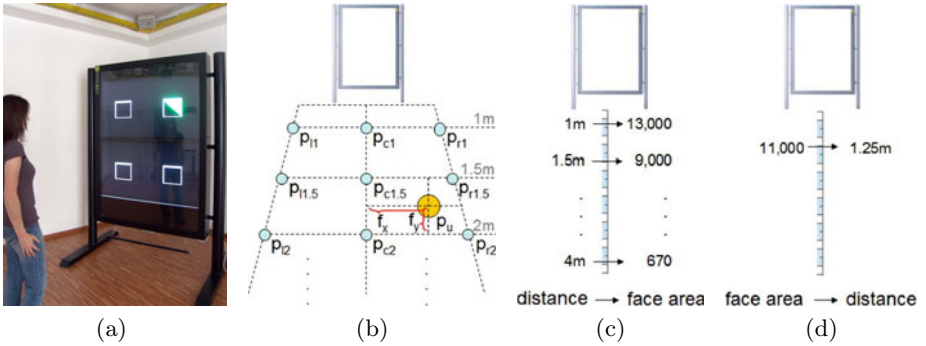 1m
p_l1 p_c1 p_r1
1.5m
p_l1.5 p_c1.5 p_r1.5
f_x f_y p_u
2m
p_l2 p_c2 p_r2
1m 13,000
1.5m 9,000
4m 670
distance face area
11,000 1.25m
face area distance
(a) (b) (c) (d)